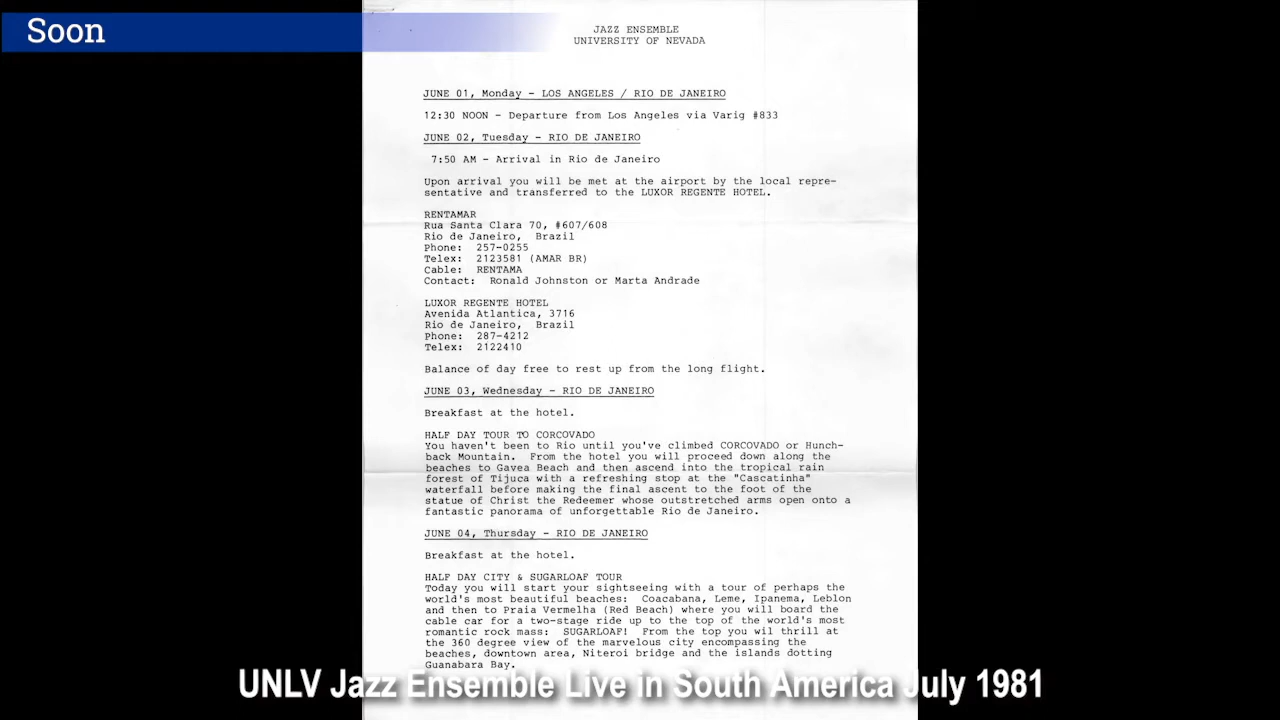 Soon
JAZZ ENSEMBLE
UNIVERSITY OF NEVADA
JUNE 01, Monday - LOS ANGELES / RIO DE JANEIRO
12:30 NOON - Departure from Los Angeles via Varig #833
JUNE 02, Tuesday - RIO DE JANEIRO
7:50 AM - Arrival in Rio de Janeiro
Upon arrival you will be met at the airport by the local repre-
sentative and transferred to the LUXOR REGENTE HOTEL.
RENTAMAR
Rua Santa Clara 70, #607/608
Rio de Janeiro, Brazil
Phone: 257-0255
Telex: 2123581 (AMAR BR)
Cable: RENTAMA
Contact: Ronald Johnston or Marta Andrade
LUXOR REGENTE HOTEL
Avenida Atlantica, 3716
Rio de Janeiro, Brazil
Phone: 287-4212
Telex: 2122410
Balance of day free to rest up from the long flight.
JUNE 03, Wednesday - RIO DE JANEIRO
Breakfast at the hotel.
HALF DAY TOUR TO CORCOVADO
You haven't been to Rio until you've climbed CORCOVADO or Hunch-
back Mountain. From the hotel you will proceed down along the
beaches to Gavea Beach and then ascend into the tropical rain
forest of Tijuca with a refreshing stop at the "Cascatinha"
waterfall before making the final ascent to the foot of the
statue of Christ the Redeemer whose outstretched arms open onto a
fantastic panorama of unforgettable Rio de Janeiro.
JUNE 04, Thursday - RIO DE JANEIRO
Breakfast at the hotel.
HALF DAY CITY & SUGARLOAF TOUR
Today you will start your sightseeing with a tour of perhaps the
world's most beautiful beaches: Coacabana, Leme, Ipanema, Leblon
and then to Praia Vermelha (Red Beach) where you will board the
cable car for a two-stage ride up to the top of the world's most
romantic rock mass: SUGARLOAF! From the top you wil thrill at
the 360 degree view of the marvelous city encompassing the
beaches, downtown area, Niteroi bridge and the islands dotting
Guanabara Bay.
UNLV Jazz Ensemble Live in South America July 1981